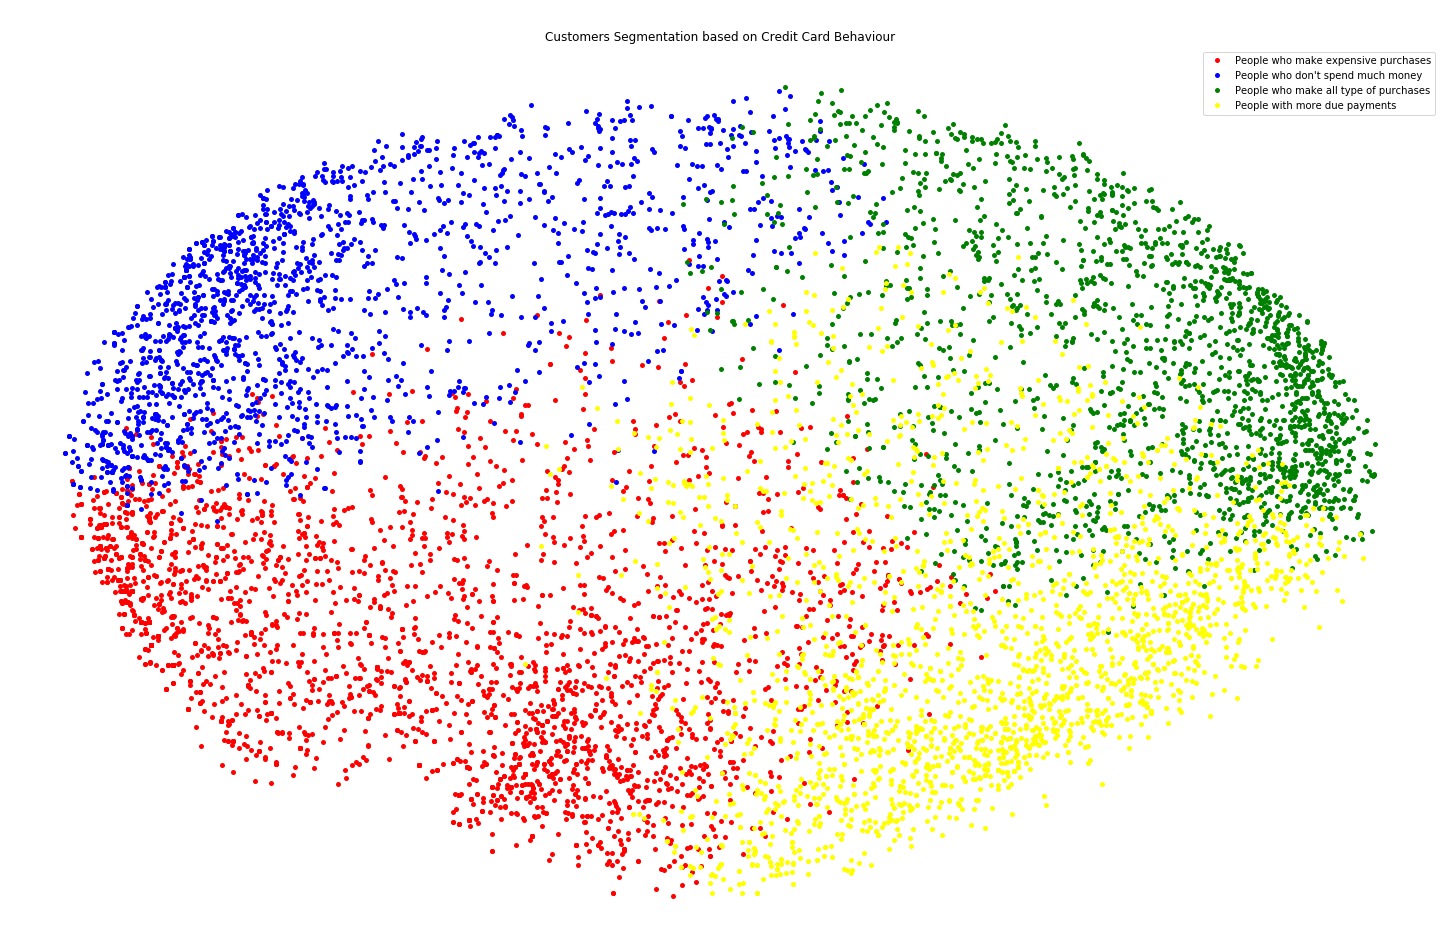 Customers Segmentation based on Credit Card Behaviour
People who make expensive purchases
People who don't spend much money
People who make all type of purchases
People with more due payments